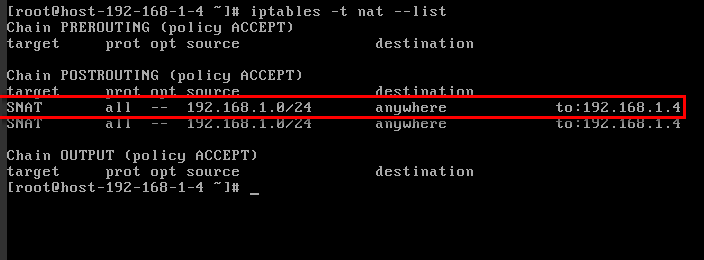 [root@host-192-168-1-4 ~]# iptables -t nat --list
Chain PREROUTING (policy ACCEPT)
target     prot opt source               destination
Chain POSTROUTING (policy ACCEPT)
target     prot opt source               destination
SNAT       all  --  192.168.1.0/24       anywhere             to:192.168.1.4
SNAT       all  --  192.168.1.0/24       anywhere             to:192.168.1.4
Chain OUTPUT (policy ACCEPT)
target     prot opt source               destination
[root@host-192-168-1-4 ~]# _